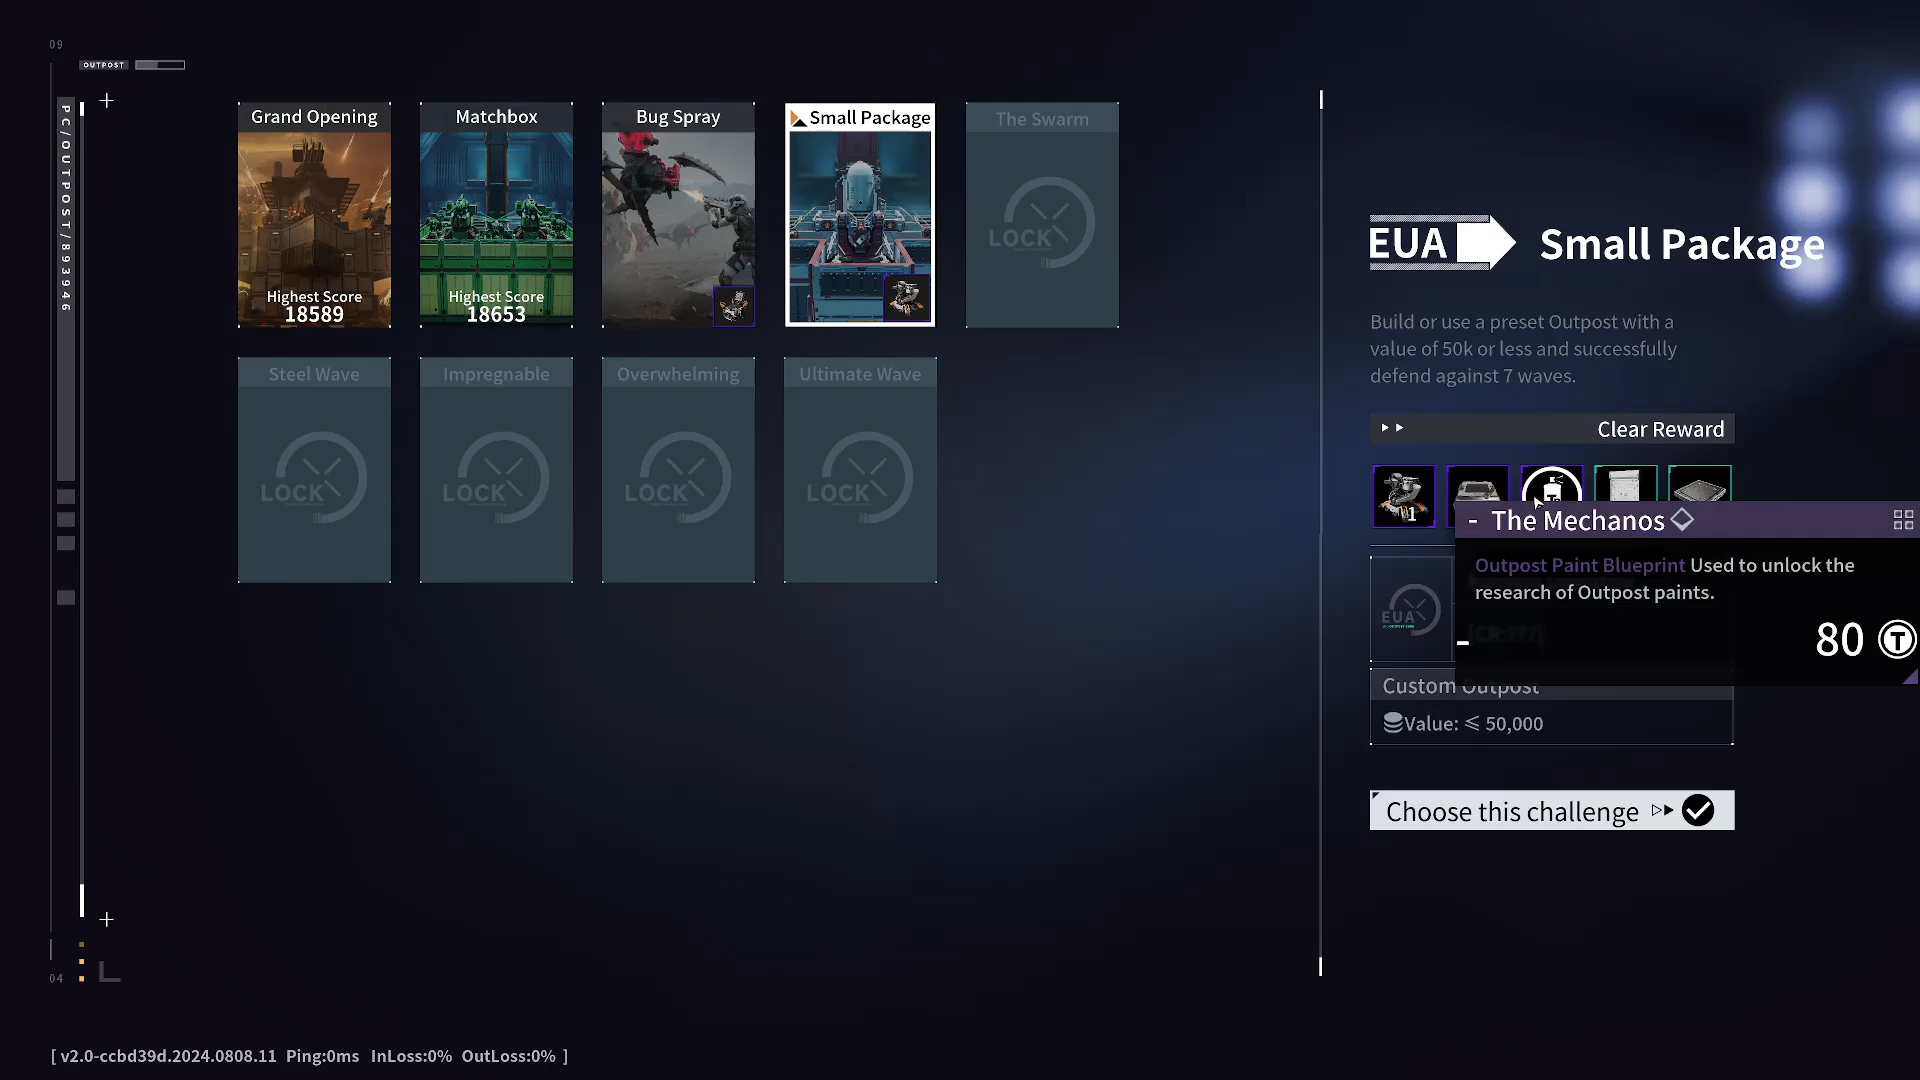 09
OUTPOST
PC/OUTPOST/893946
Grand Opening
Highest Score
18589
Matchbox
Highest Score
18653
Bug Spray
Small Package
The Swarm
LOCK
Steel Wave
LOCK
Impregnable
LOCK
Overwhelming
LOCK
Ultimate Wave
LOCK
EUA
Small Package
Build or use a preset Outpost with a
value of 50k or less and successfully
defend against 7 waves.
Clear Reward
1
- The Mechanos
Outpost Paint Blueprint Used to unlock the
research of Outpost paints.
80 T
EUA
[CR:777]
Custom Outpost
Value: ≤ 50,000
Choose this challenge
04
[ v2.0-ccbd39d.2024.0808.11 Ping:0ms InLoss:0% OutLoss:0% ]